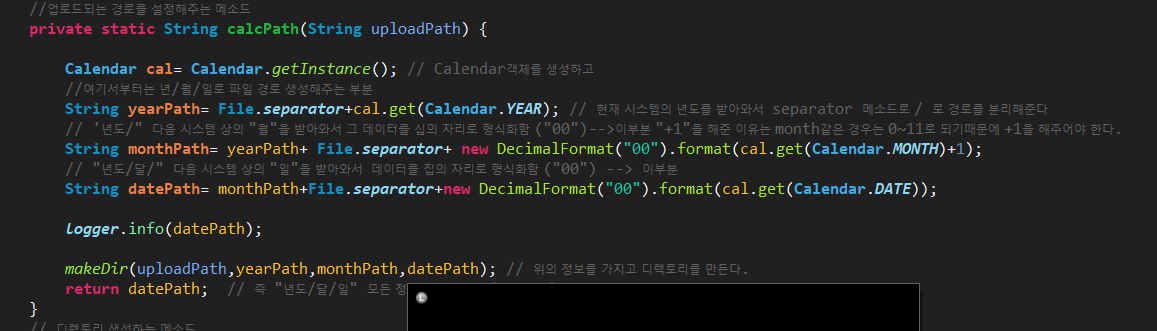 //업로드되는 경로를 설정해주는 메소드
private static String calcPath(String uploadPath) {
Calendar cal= Calendar.getInstance(); // Calendar객체를 생성하고
//여기서부터는 년/월/일로 파일 경로 생성해주는 부분
String yearPath= File.separator+cal.get(Calendar.YEAR); // 현재 시스템의 년도를 받아와서 separator 메소드로 / 로 경로를 분리해준다
// '년도/" 다음 시스템 상의 "월"을 받아와서 그 데이터를 십의 자리로 형식화함 ("00")-->이부분 "+1"를 해준 이유는 month같은 경우는 0~11로 되기때문에 +1을 해주어야 한다.
String monthPath= yearPath+ File.separator+ new DecimalFormat("00").format(cal.get(Calendar.MONTH)+1);
// "년도/달/" 다음 시스템 상의 "일"을 받아와서 데이터를 집의 자리로 형식화함 ("00") --> 이부분
String datePath= monthPath+File.separator+new DecimalFormat("00").format(cal.get(Calendar.DATE));
logger.info(datePath);
makeDir(uploadPath,yearPath,monthPath,datePath); // 위의 정보를 가지고 디렉토리를 만든다.
return datePath; // 즉 "년도/달/일" 모든 정
}
// 디렉토리 생성하는 메소드